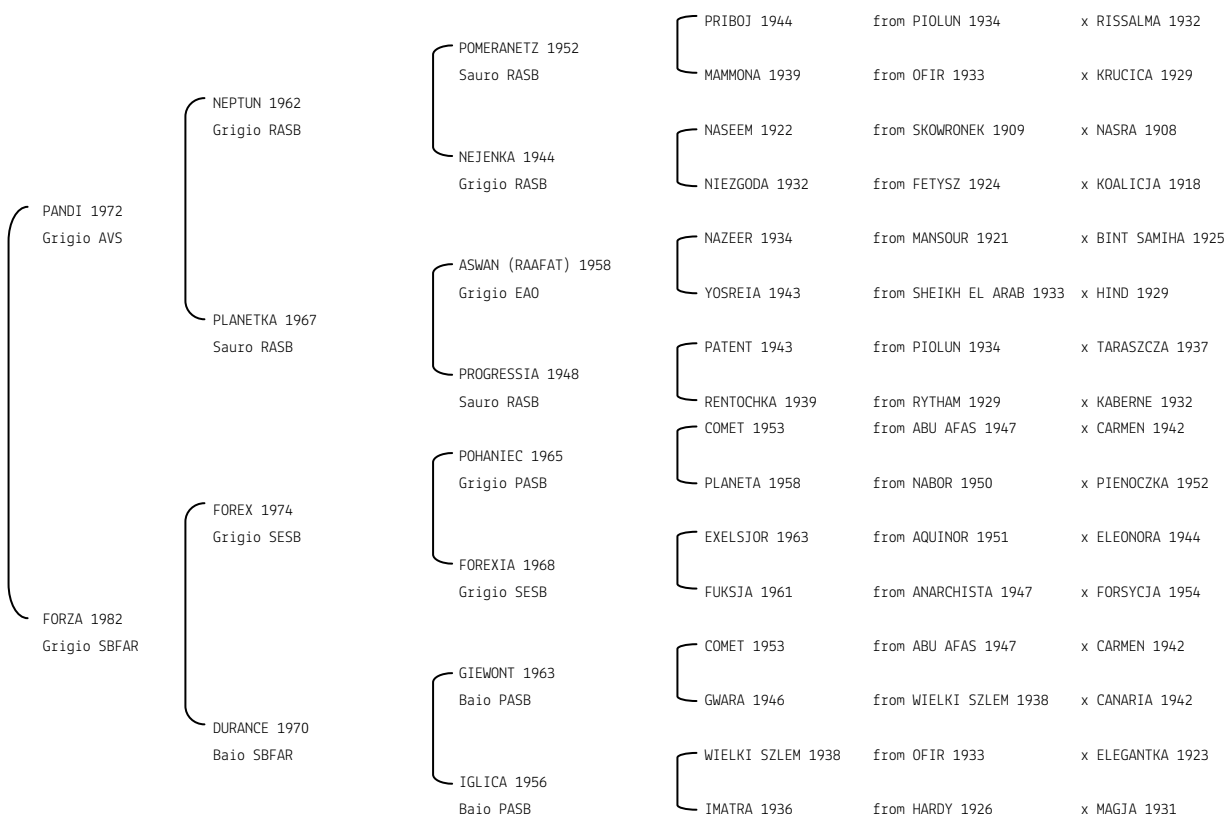 PRIBOJ 1944 from PIOLUN 1934 x RISSALMA 1932
POMERANETZ 1952
Sauro RASB
MAMMONA 1939 from OFIR 1933 x KRUCICA 1929
NEPTUN 1962
Grigio RASB
NASEEM 1922 from SKOWRONEK 1909 x NASRA 1908
NEJENKA 1944
Grigio RASB
NIEZGODA 1932 from FETYSZ 1924 x KOALICJA 1918
PANDI 1972
Grigio AVS
NAZEER 1934 from MANSOUR 1921 x BINT SAMIHA 1925
ASWAN (RAAFAT) 1958
Grigio EAO
YOSREIA 1943 from SHEIKH EL ARAB 1933 x HIND 1929
PLANETKA 1967
Sauro RASB
PATENT 1943 from PIOLUN 1934 x TARASZCZA 1937
PROGRESSIA 1948
Sauro RASB
RENTOCHKA 1939 from RYTHAM 1929 x KABERNE 1932
COMET 1953 from ABU AFAS 1947 x CARMEN 1942
POHANIEC 1965
Grigio PASB
PLANETA 1958 from NABOR 1950 x PIENOCZKA 1952
FOREX 1974
Grigio SESB
EXELSJOR 1963 from AQUINOR 1951 x ELEONORA 1944
FOREXIA 1968
Grigio SESB
FUKSJA 1961 from ANARCHISTA 1947 x FORSYCJA 1954
FORZA 1982
Grigio SBFAR
COMET 1953 from ABU AFAS 1947 x CARMEN 1942
GIEWONT 1963
Baio PASB
GWARA 1946 from WIELKI SZLEM 1938 x CANARIA 1942
DURANCE 1970
Baio SBFAR
WIELKI SZLEM 1938 from OFIR 1933 x ELEGANTKA 1923
IGLICA 1956
Baio PASB
IMATRA 1936 from HARDY 1926 x MAGJA 1931